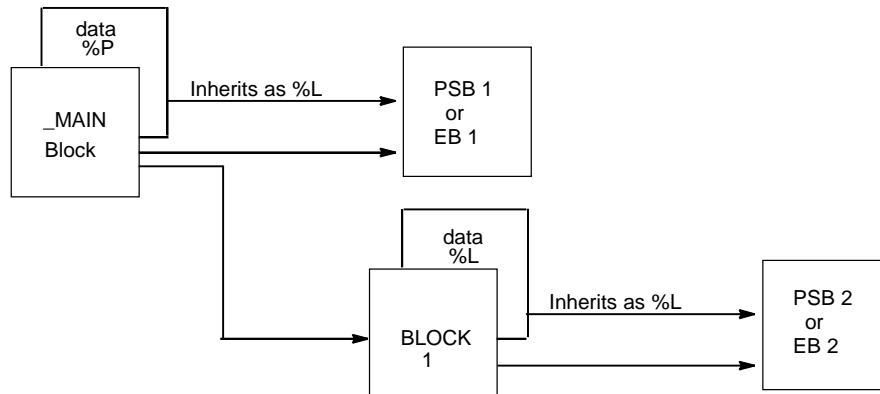 data
%P
_MAIN
Block
Inherits as %L
PSB 1
or
EB 1
data
%L
BLOCK
1
Inherits as %L
PSB 2
or
EB 2